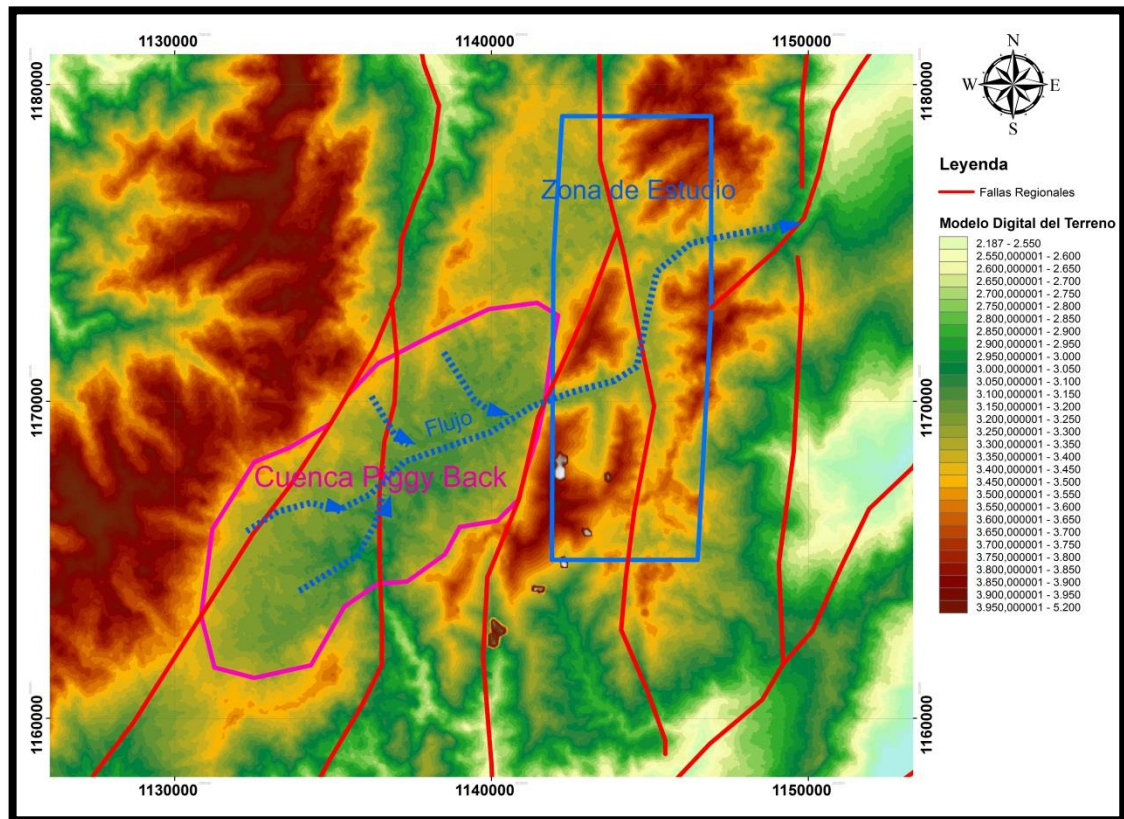 1130000
1140000
1150000
N
W
E
S
1180000
1180000
Leyenda
Fallas Regionales
Zona de Estudio
Modelo Digital del Terreno
2.187 - 2.550
2.550,000001 - 2.600
2.600,000001 - 2.650
2.650,000001 - 2.700
2.700,000001 - 2.750
2.750,000001 - 2.800
2.800,000001 - 2.850
2.850,000001 - 2.900
2.900,000001 - 2.950
2.950,000001 - 3.000
3.000,000001 - 3.050
3.050,000001 - 3.100
3.100,000001 - 3.150
3.150,000001 - 3.200
3.200,000001 - 3.250
3.250,000001 - 3.300
3.300,000001 - 3.350
3.350,000001 - 3.400
3.400,000001 - 3.450
3.450,000001 - 3.500
3.500,000001 - 3.550
3.550,000001 - 3.600
3.600,000001 - 3.650
3.650,000001 - 3.700
3.700,000001 - 3.750
3.750,000001 - 3.800
3.800,000001 - 3.850
3.850,000001 - 3.900
3.900,000001 - 3.950
3.950,000001 - 5.200
1170000
1170000
Flujo
Cuenca Piggy Back
1160000
1160000
1130000
1140000
1150000